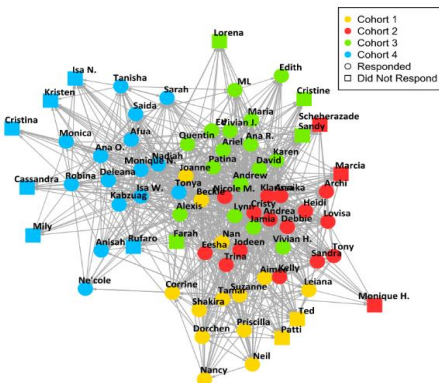 Cohort 1
Cohort 2
Cohort 3
Cohort 4
Responded
Did Not Respond
Lorena
Edith
Isa N.
Tanisha
ML
Kristen
Sarah
Cristine
Saida
Maria
Scheherazade
Cristina
Afua
Vivian J.
Sandy
Monica
Quentin
Ariel
Ana R.
Ana O.
Karen
Monique N.
Nadiah
Patina
David
Marcia
Cassandra
Robina
Deleana
Joanne
Andrew
Isa W.
Tonya
Nicole M.
Archi
Kabzuag
Becky
Cristy
Heidi
Alexis
Lynn
Andrea
Lovisa
Mily
Jamia
Debbie
Anisah
Rufaro
Farah
Nan
Vivian H.
Tony
Eesha
Jodeen
Sandra
Trina
Aimee
Kelly
Ne'cole
Corrine
Suzanne
Leiana
Tamar
Monique H.
Shakira
Ted
Dorchen
Priscilla
Patti
Nancy
Neil